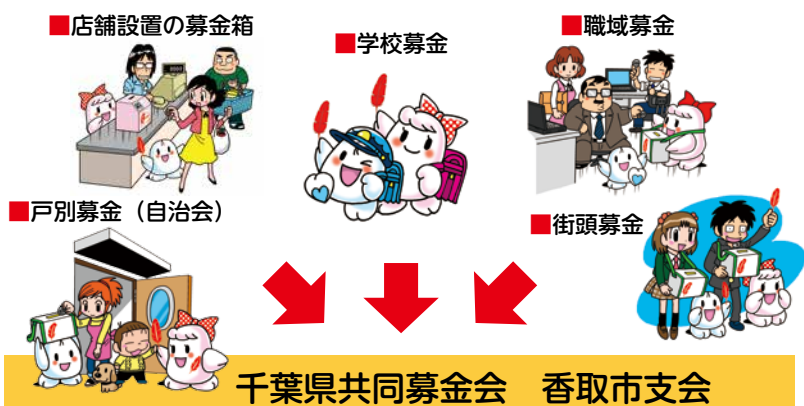 ■店舗設置の募金箱
■学校募金
■職域募金
■戸別募金（自治会）
■街頭募金
千葉県共同募金会　香取市支会